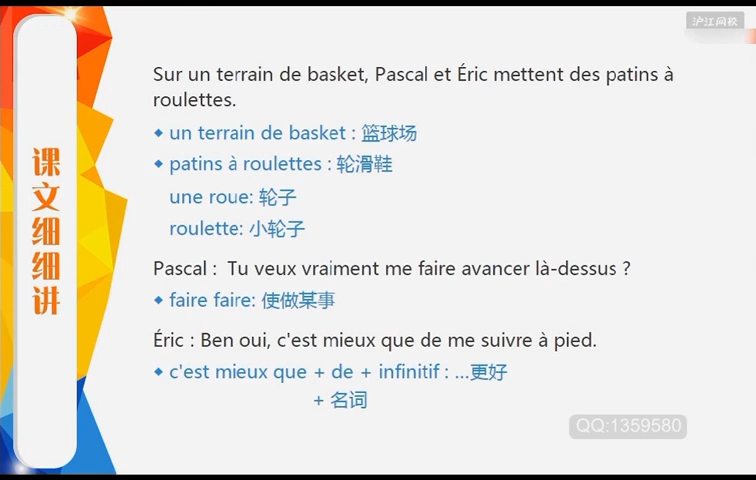 沪江网校
课文细细讲
Sur un terrain de basket, Pascal et Éric mettent des patins à
roulettes.
◆ un terrain de basket : 篮球场
◆ patins à roulettes : 轮滑鞋
une roue: 轮子
roulette: 小轮子
Pascal : Tu veux vraiment me faire avancer là-dessus ?
◆ faire faire: 使做某事
Éric : Ben oui, c'est mieux que de me suivre à pied.
◆ c'est mieux que + de + infinitif : ...更好
+ 名词
QQ:1359580